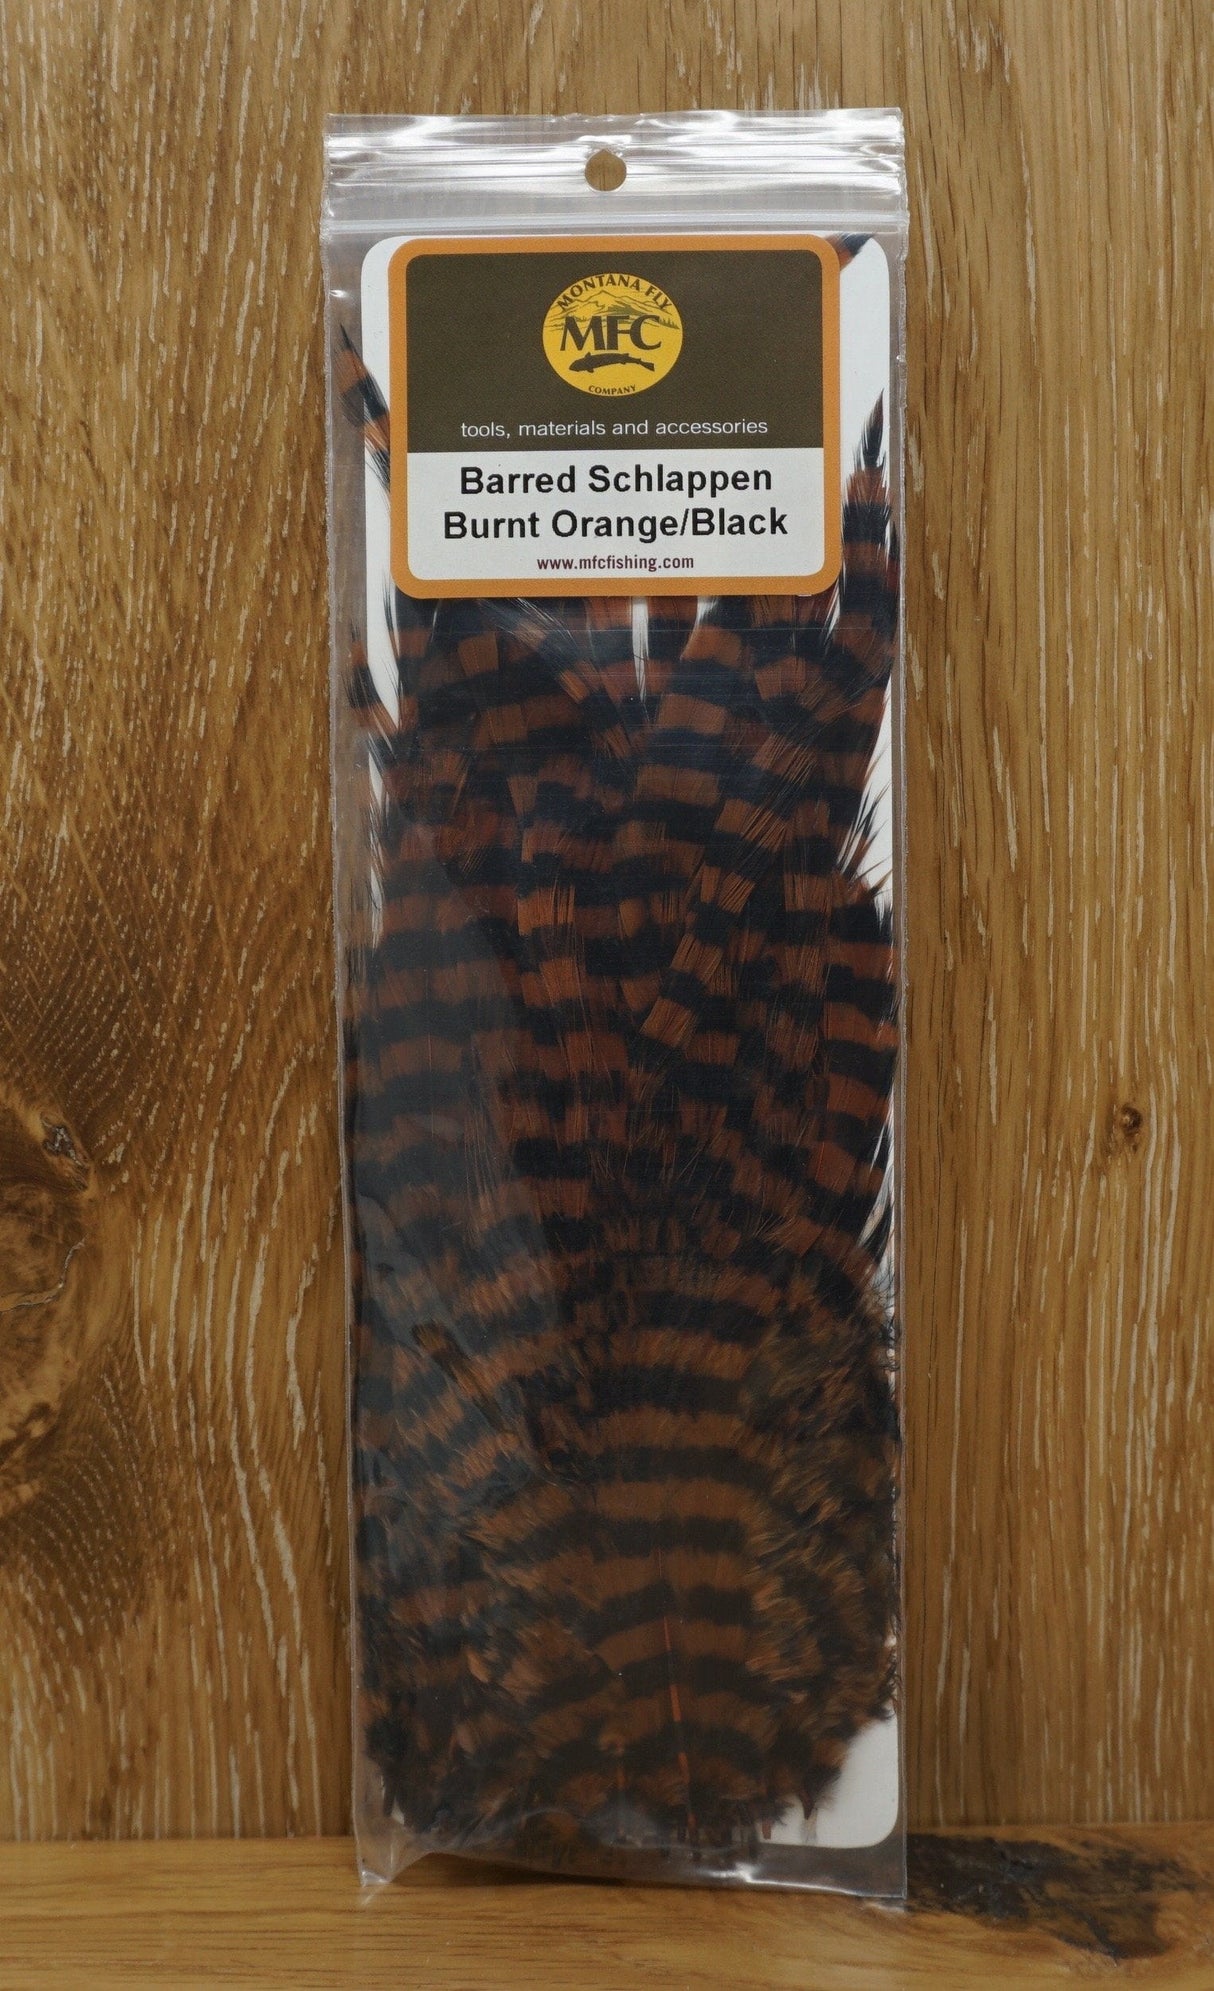 MONTANA FLY
MFC
COMPANY
tools, materials and accessories
Barred Schlappen
Burnt Orange/Black
www.mfcfishing.com